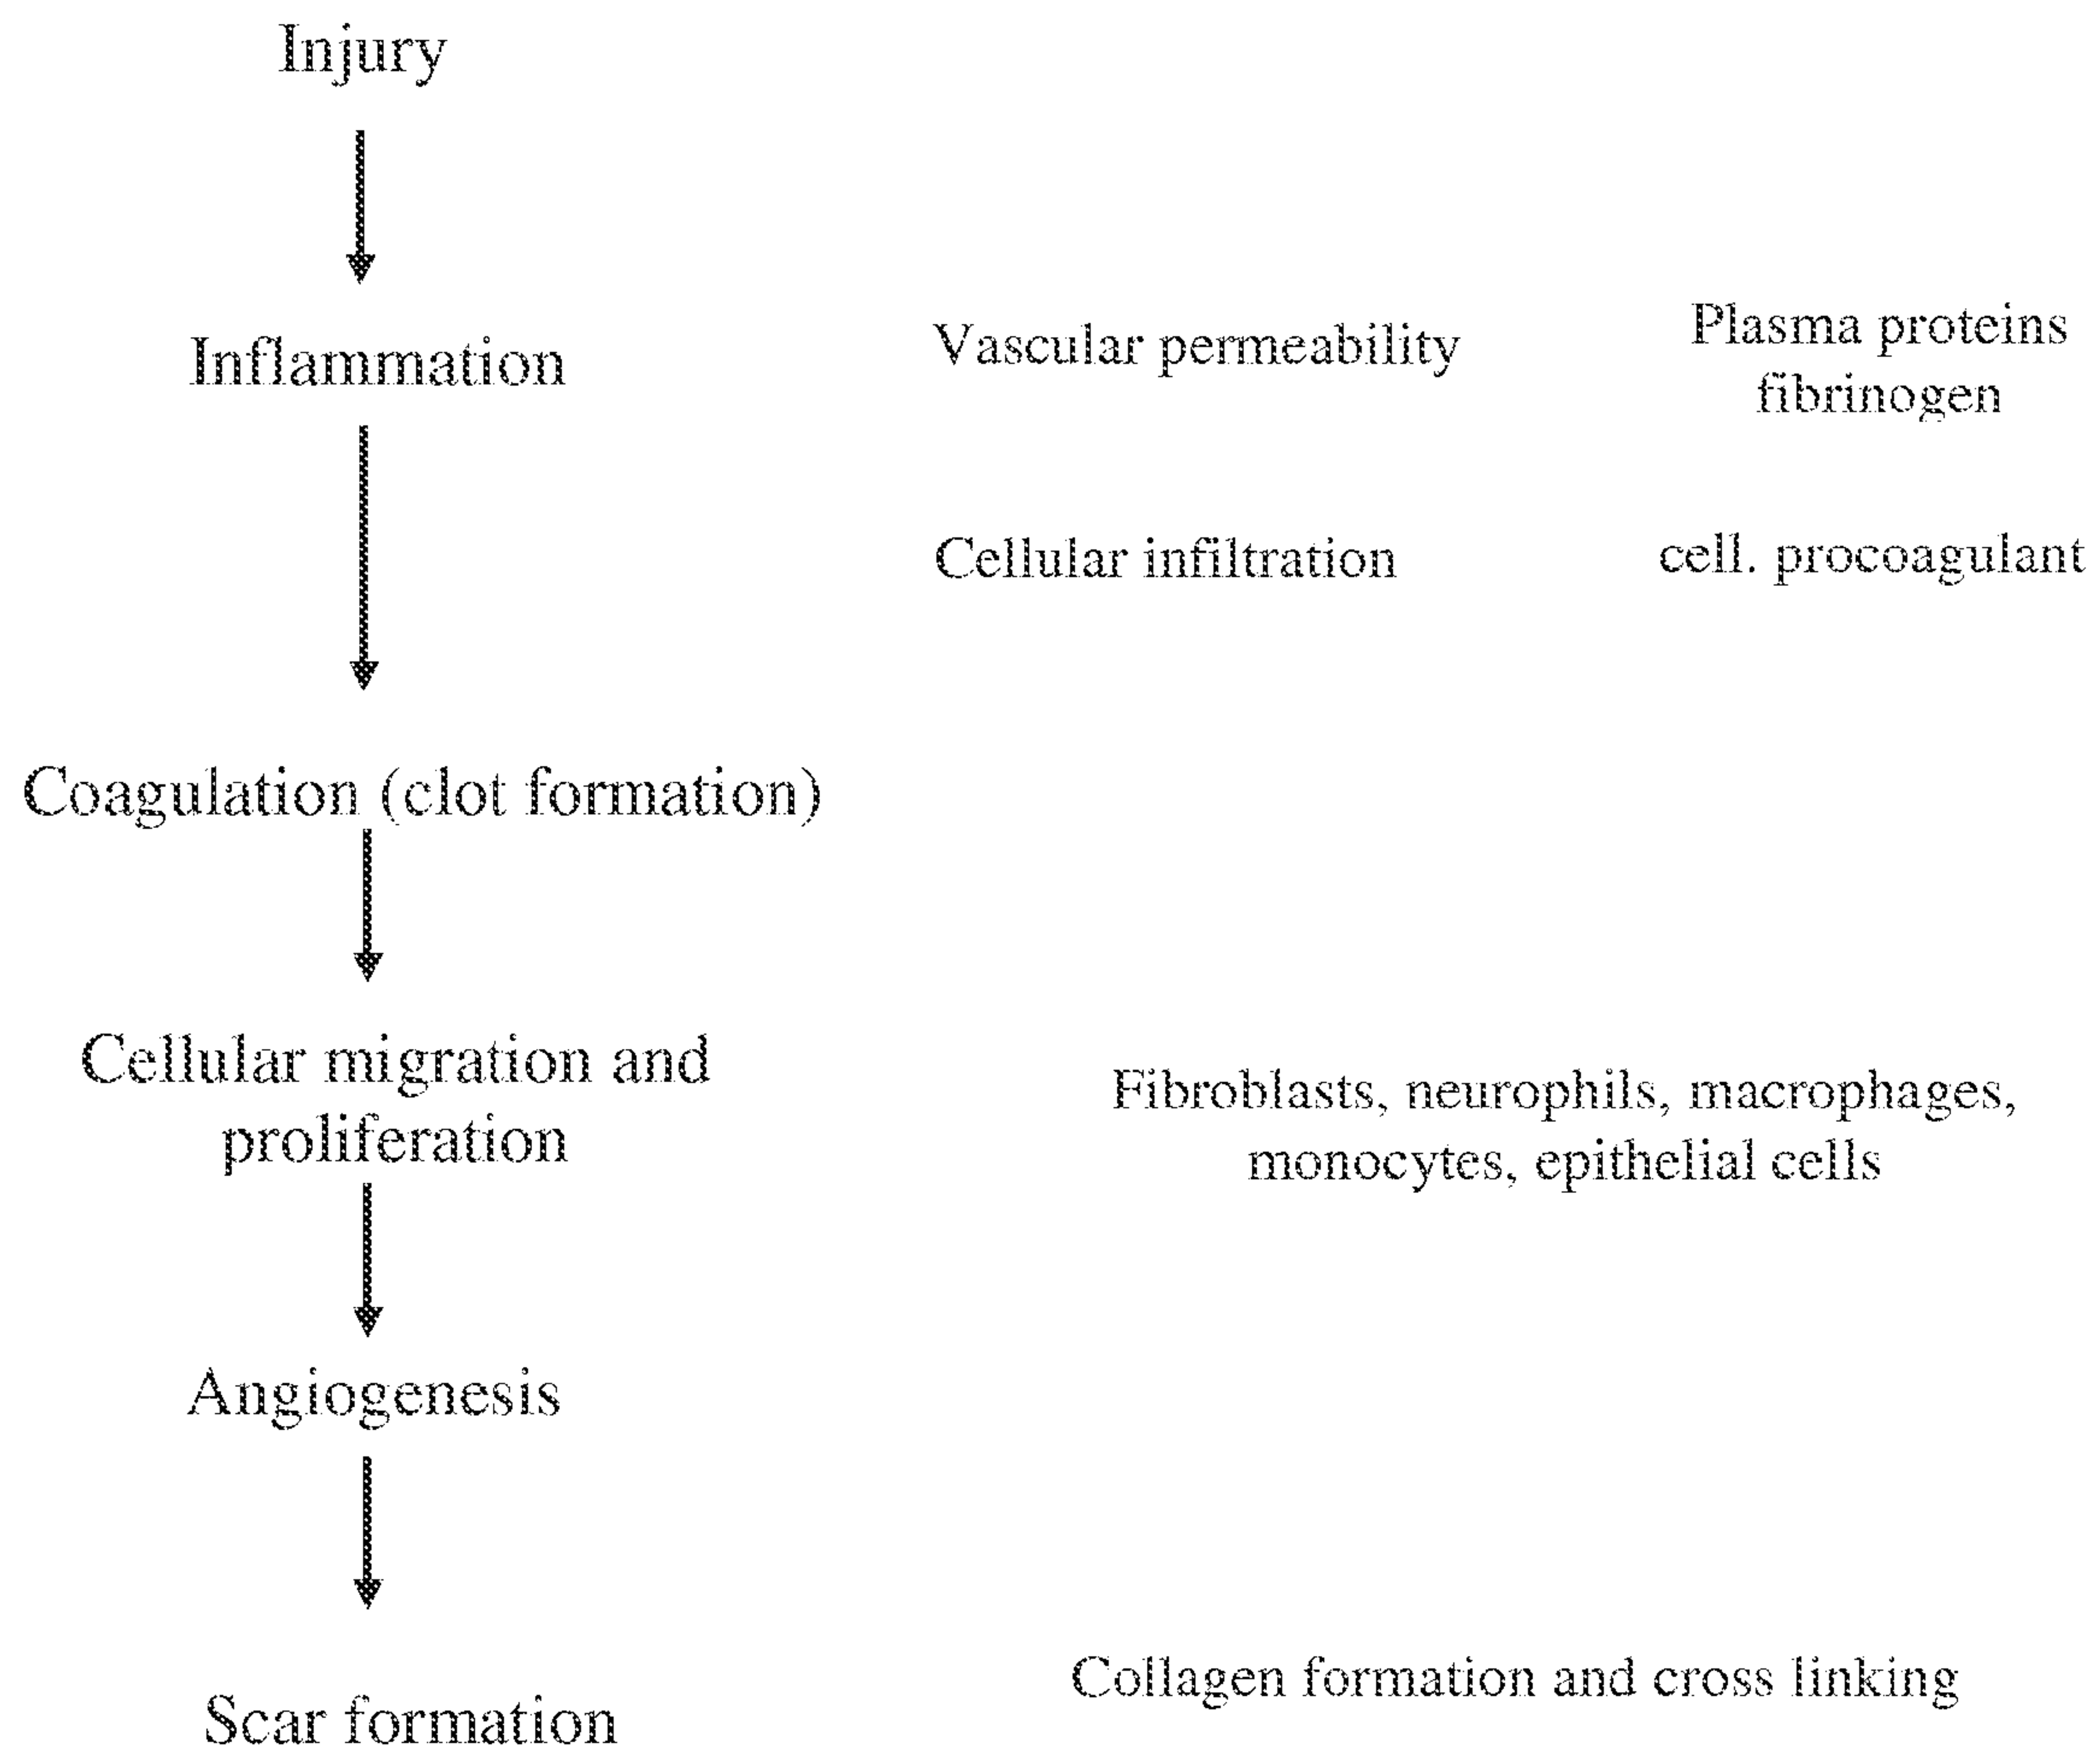 Injury
Inflammation
Vascular permeability
Plasma proteins
fibrinogen
Cellular infiltration
cell. procoagulant
Coagulation (clot formation)
Cellular migration and
proliferation
Fibroblasts, neurophils, macrophages,
monocytes, epithelial cells
Angiogenesis
Scar formation
Collagen formation and cross linking